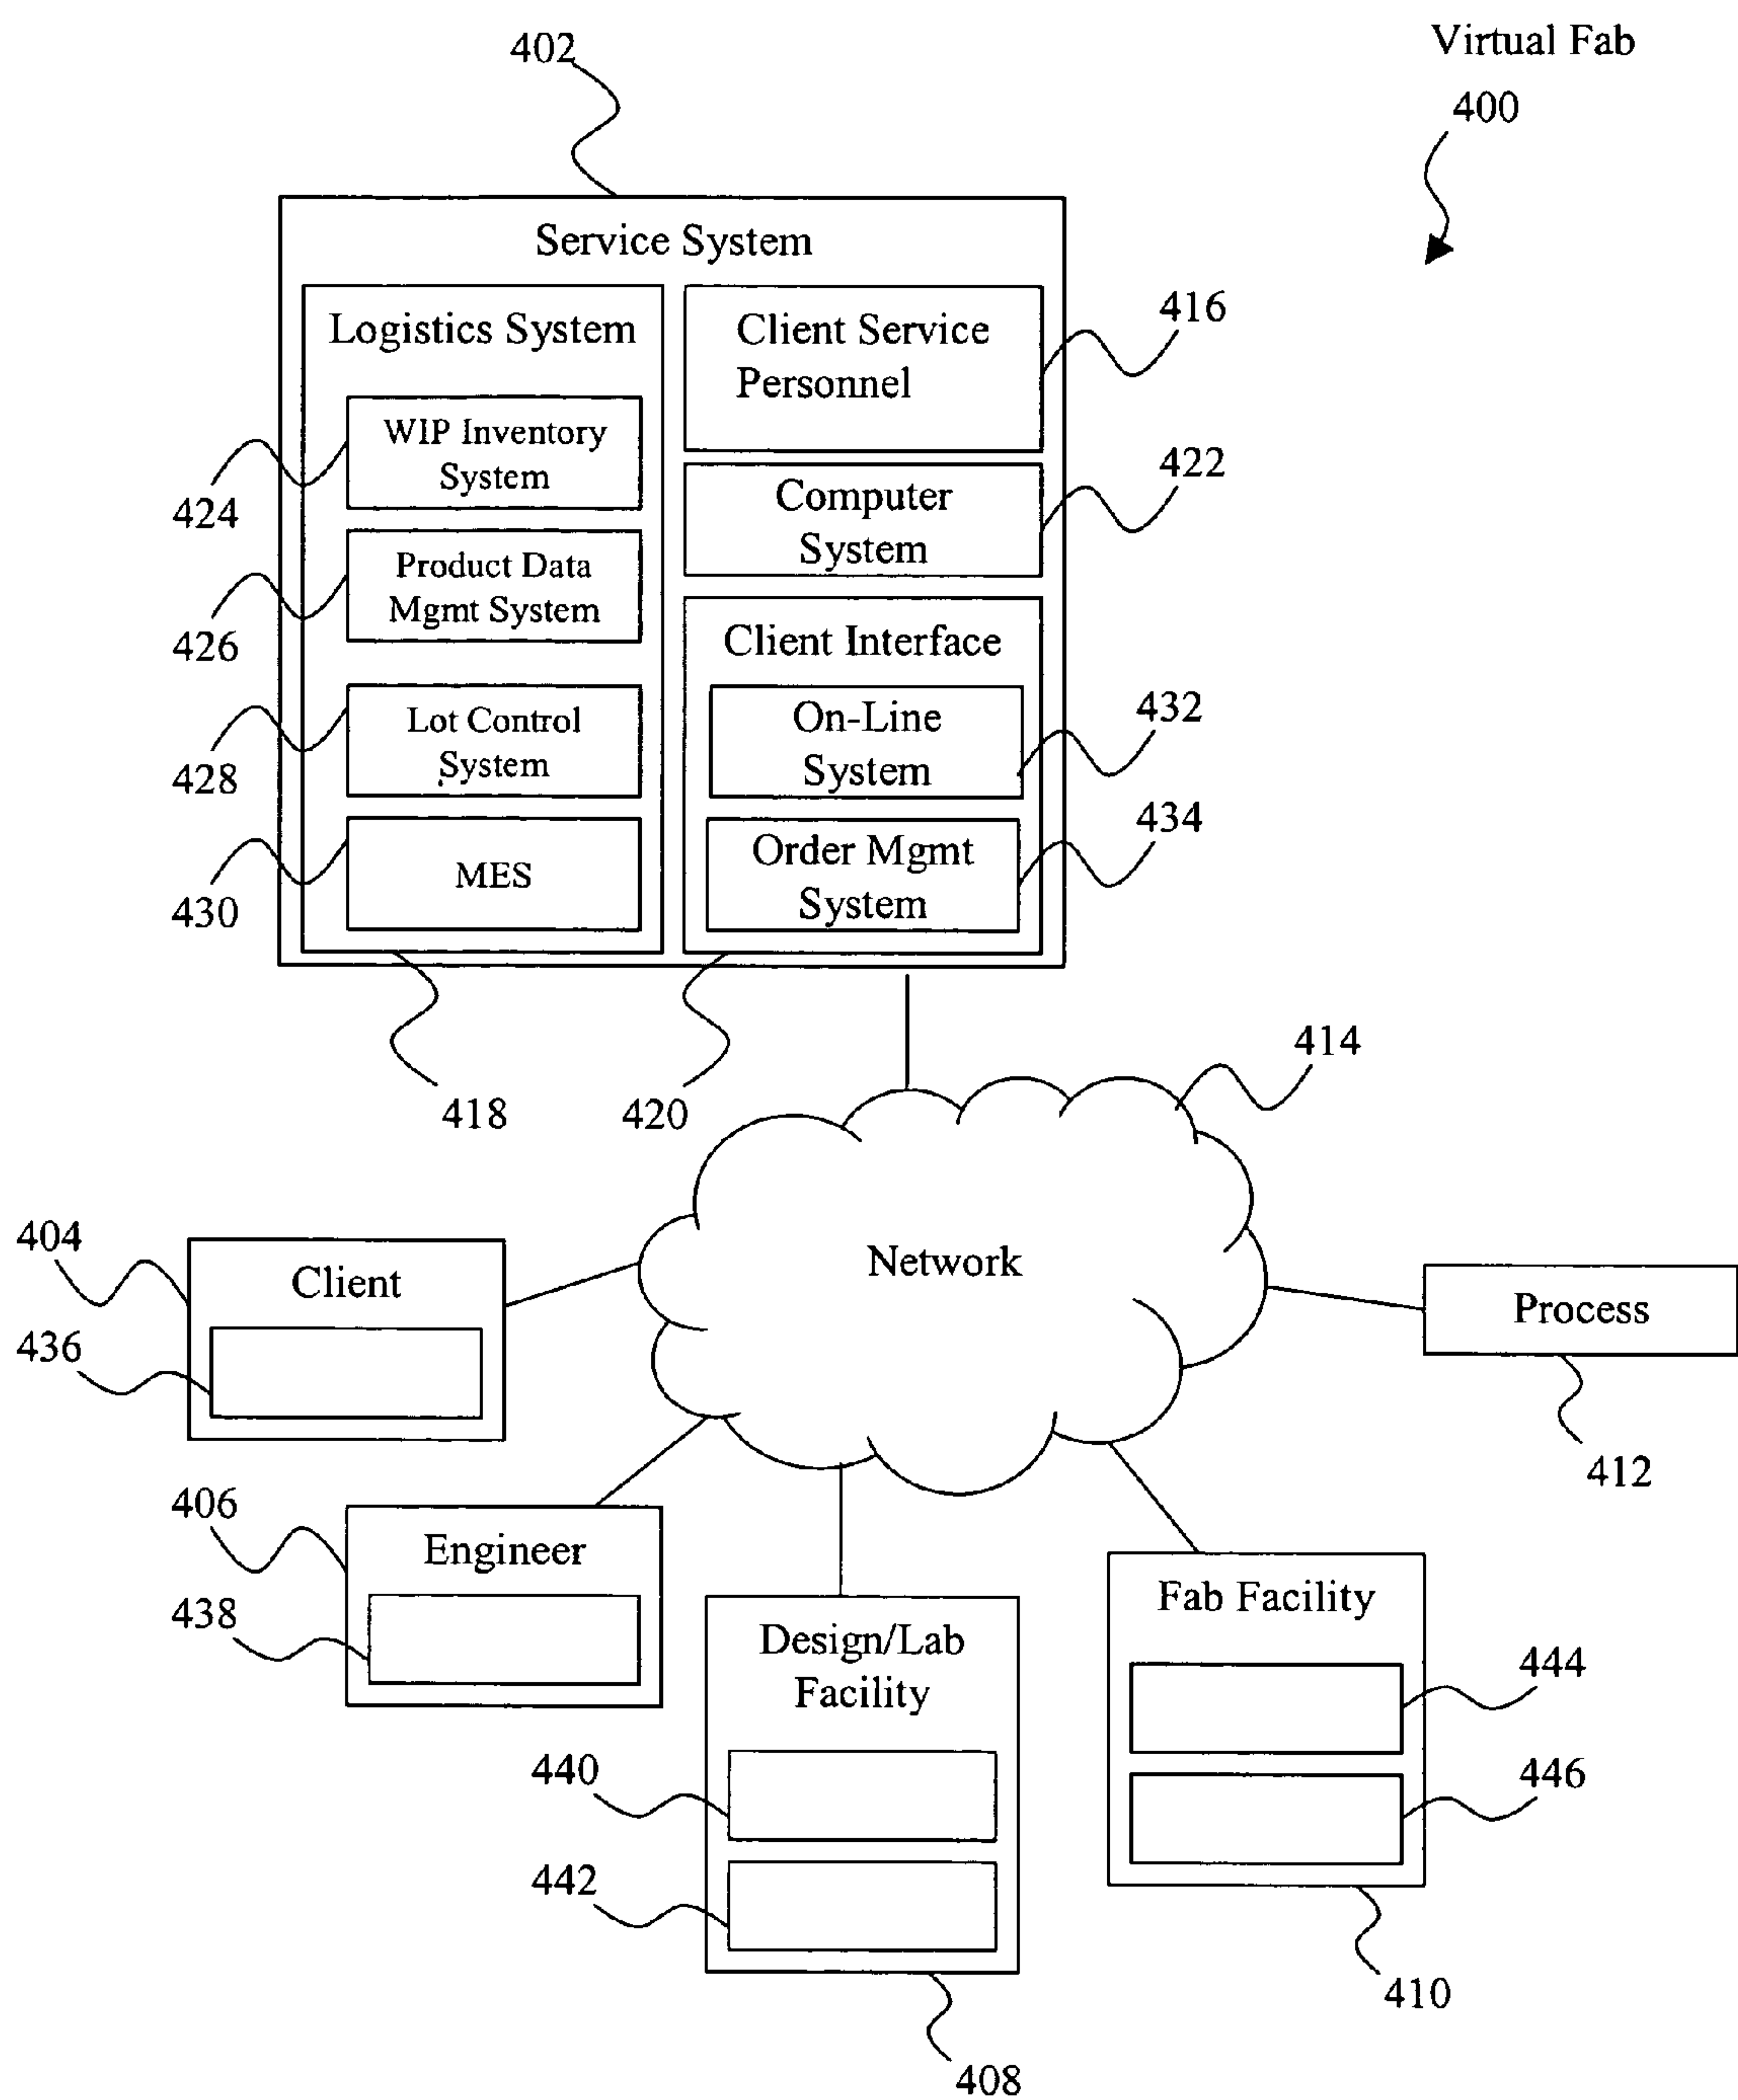 Virtual Fab
400
402
Service System
Logistics System
WIP Inventory
System
424
Product Data
Mgmt System
426
Lot Control
System
428
MES
430
418
Client Service
Personnel
416
Computer
System
422
Client Interface
On-Line
System
432
Order Mgmt
System
434
420
414
Network
404
Client
436
Process
412
406
Engineer
438
Design/Lab
Facility
440
442
408
Fab Facility
444
446
410